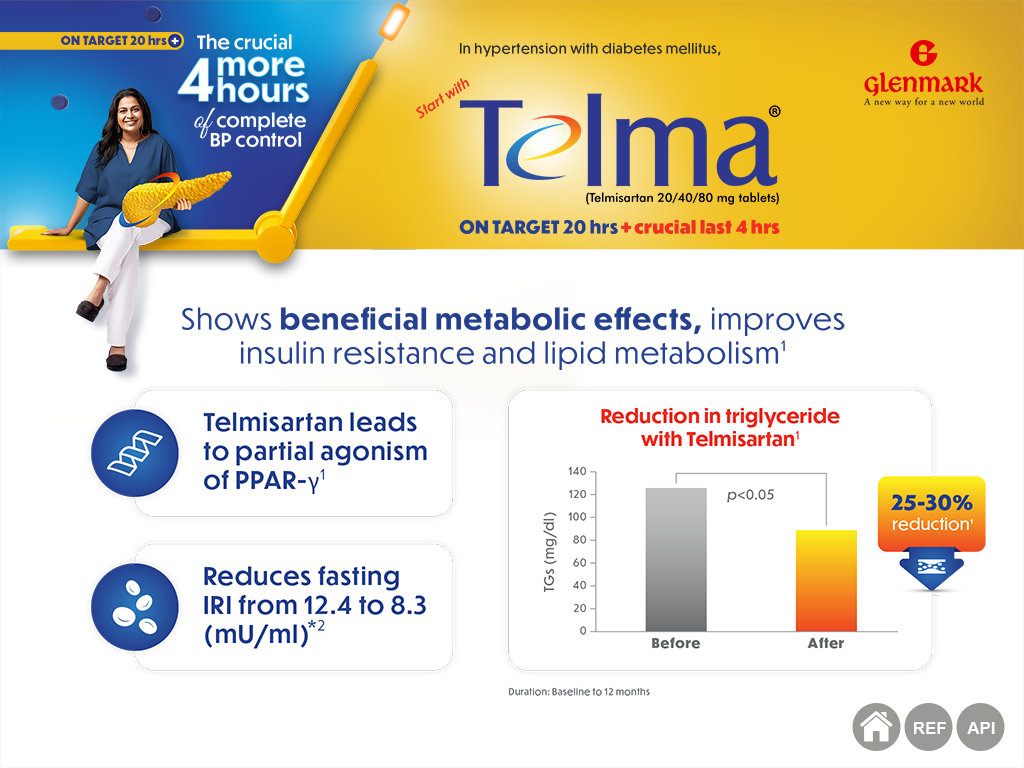 ON TARGET 20 hrs +
The crucial
4 more
hours
of complete
BP control
In hypertension with diabetes mellitus,
Start with
Telma®
(Telmisartan 20/40/80 mg tablets)
ON TARGET 20 hrs + crucial last 4 hrs
G
Glenmark
A new way for a new world
Shows beneficial metabolic effects, improves
insulin resistance and lipid metabolism¹
Telmisartan leads
to partial agonism
of PPAR-γ¹
Reduces fasting
IRI from 12.4 to 8.3
(mU/ml)*²
Reduction in triglyceride
with Telmisartan¹
TGs (mg/dl)
140
120
100
80
60
40
20
0
p<0.05
Before
After
25-30%
reduction¹
Duration: Baseline to 12 months
REF
API